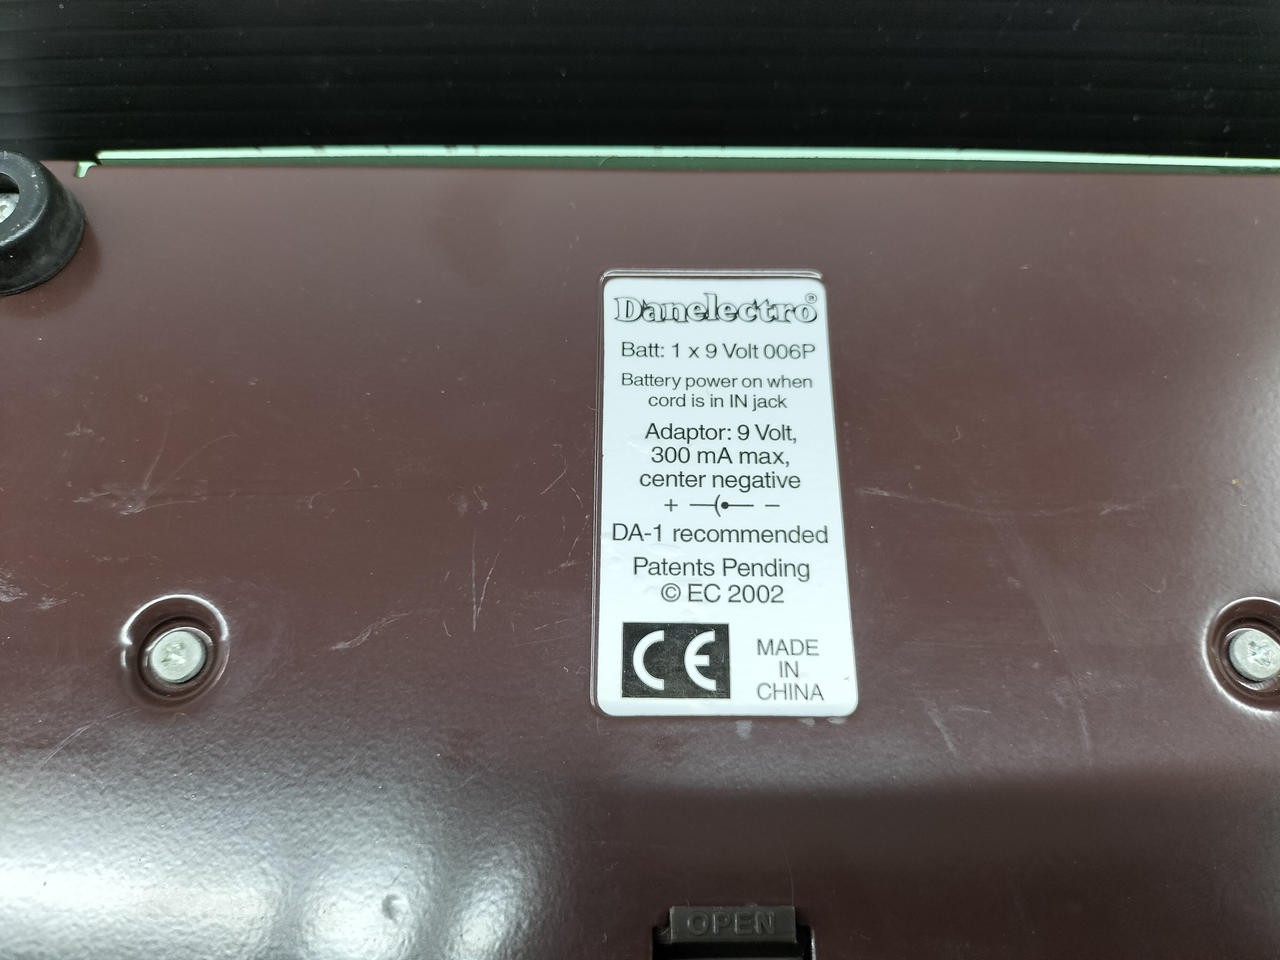 Danelectro®
Batt: 1 x 9 Volt 006P
Battery power on when
cord is in IN jack
Adaptor: 9 Volt,
300 mA max,
center negative
+ −
DA-1 recommended
Patents Pending
© EC 2002
CE
MADE
IN
CHINA
OPEN